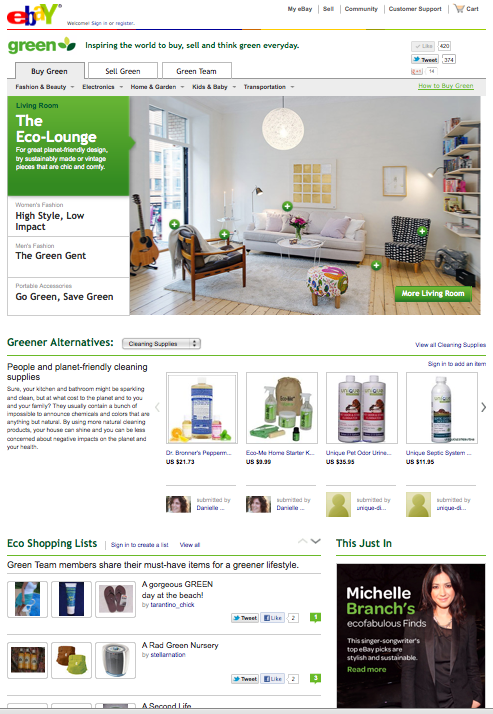 ebay
Welcome! Sign in or register.
My eBay | Sell | Community | Customer Support | Cart
green
Inspiring the world to buy, sell and think green everyday.
Like 420
Tweet 374
14
Buy Green
Sell Green
Green Team
Fashion & Beauty Electronics Home & Garden Kids & Baby Transportation
How to Buy Green
Living Room
The
Eco-Lounge
For great planet-friendly design,
try sustainably made or vintage
pieces that are chic and comfy.
Women's Fashion
High Style, Low
Impact
Men's Fashion
The Green Gent
Portable Accessories
Go Green, Save Green
More Living Room
Greener Alternatives:
Cleaning Supplies
View all Cleaning Supplies
Sign in to add an item
People and planet-friendly cleaning
supplies
Sure, your kitchen and bathroom might be sparkling
and clean, but at what cost to the planet and to you
and your family? They usually contain a bunch of
impossible to announce chemicals and colors that are
anything but natural. By using more natural cleaning
products, your house can shine and you can be less
concerned about negative impacts on the planet and
your health.
Dr. Bronner's Pepperm...
US $21.73
submitted by
Danielle ...
Eco-Me Home Starter K...
US $9.99
submitted by
Danielle ...
Unique Pet Odor Urine...
US $35.95
submitted by
unique-di...
Unique Septic System ...
US $11.95
submitted by
unique-di...
Eco Shopping Lists | Sign in to create a list View all
Green Team members share their must-have items for a greener lifestyle.
A gorgeous GREEN
day at the beach!
by tarantino_chick
Tweet Like 2
1
A Rad Green Nursery
by stellarnation
Tweet Like 2
3
A Second Life
This Just In
Michelle
Branch's
ecofabulous Finds
This singer-songwriter's
top eBay picks are
stylish and sustainable.
Read more